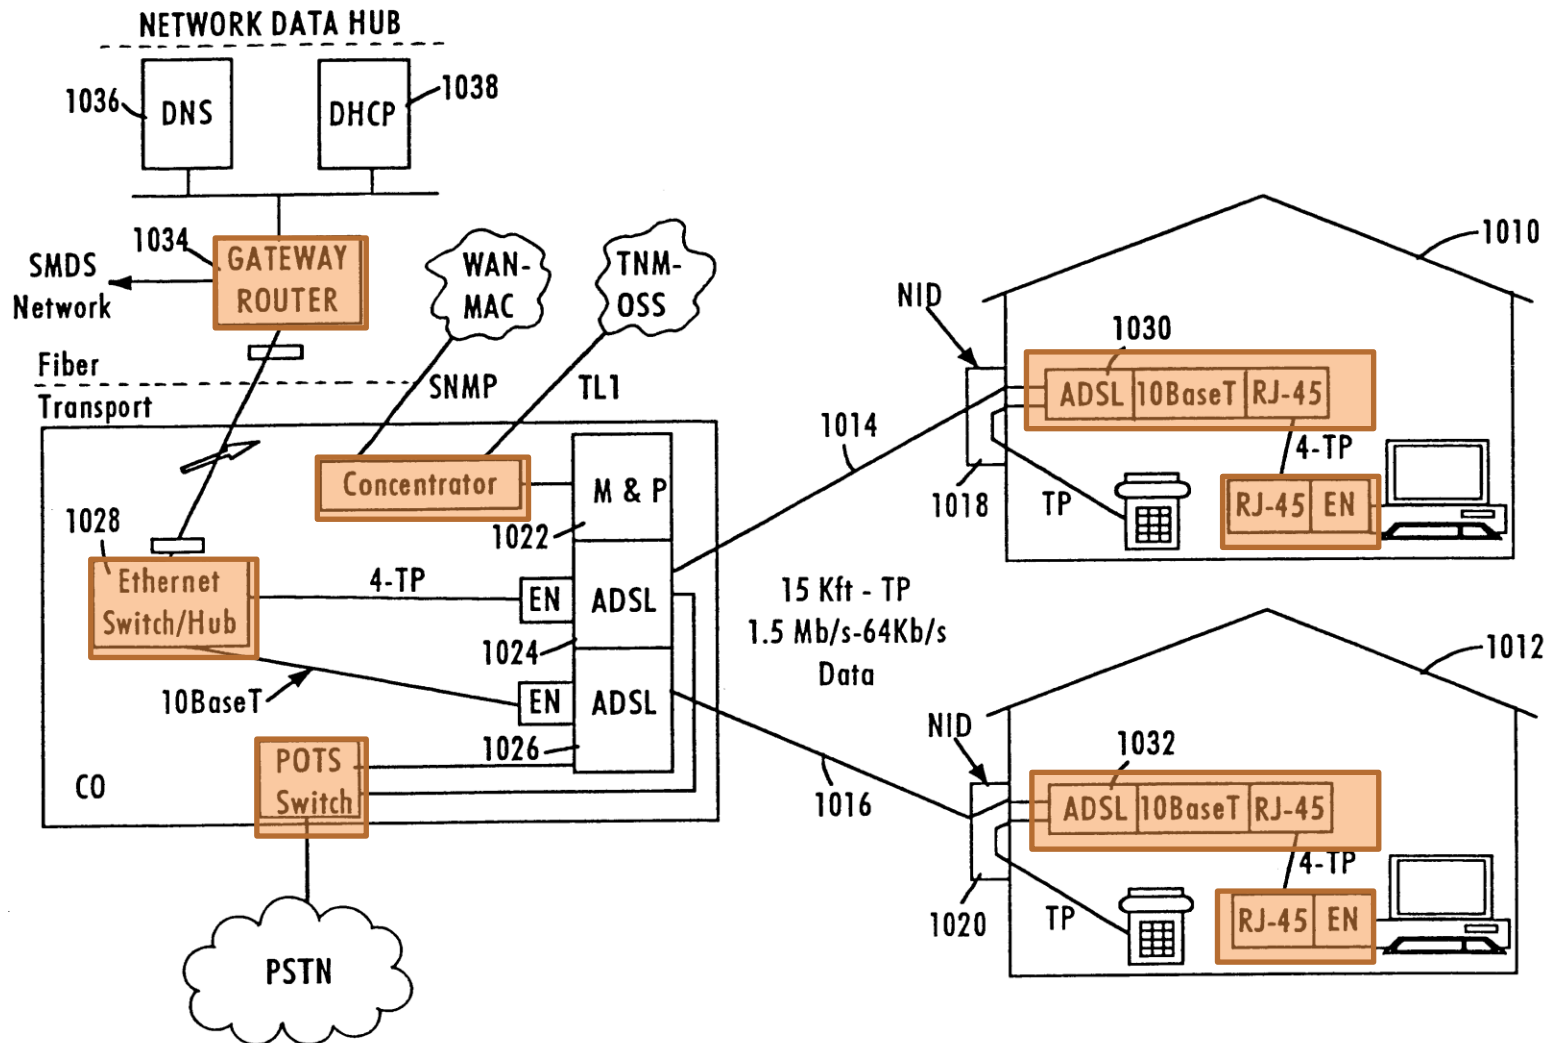 NETWORK DATA HUB
1036
DNS
DHCP
1038
1034
GATEWAY
ROUTER
SMDS
Network
WAN-
MAC
TNM-
OSS
Fiber
Transport
SNMP
TL1
Concentrator
M & P
1022
1028
Ethernet
Switch/Hub
4-TP
EN
ADSL
1024
10BaseT
EN
ADSL
1026
POTS
Switch
CO
PSTN
1014
15 Kft - TP
1.5 Mb/s-64Kb/s
Data
1016
1010
NID
1030
ADSL
10BaseT
RJ-45
4-TP
1018
TP
RJ-45
EN
1012
NID
1032
ADSL
10BaseT
RJ-45
4-TP
1020
TP
RJ-45
EN